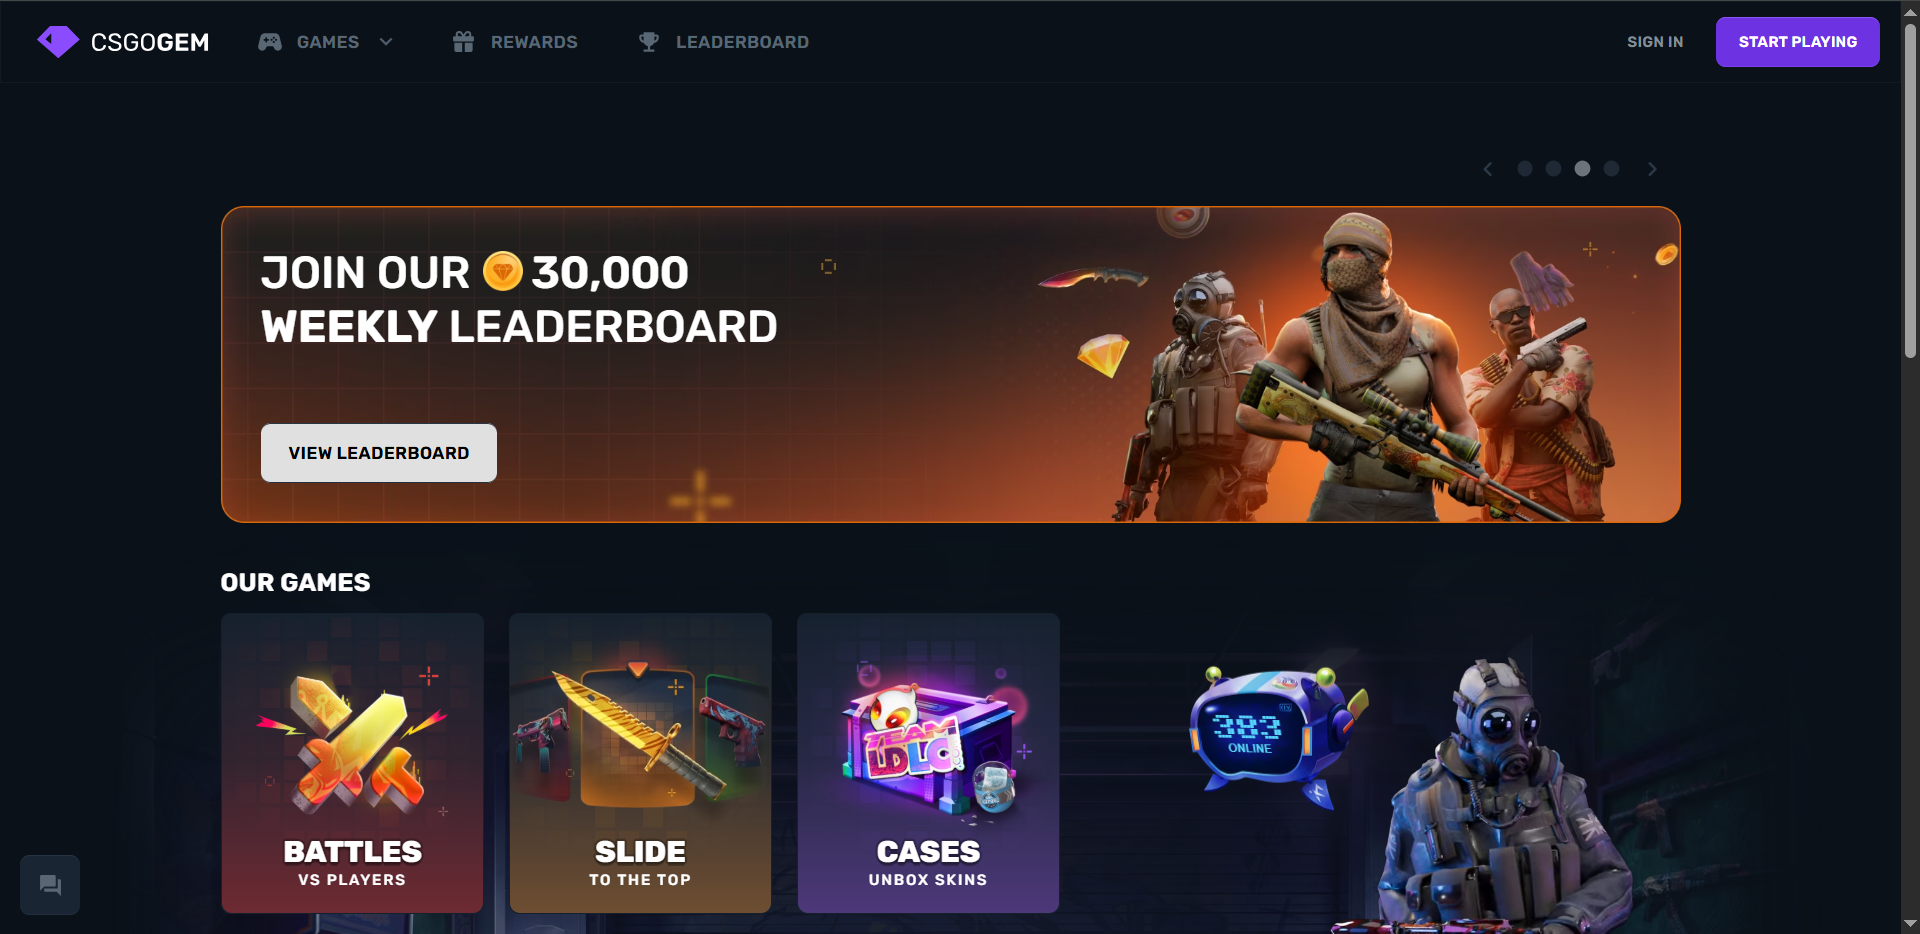 CSGOGEM
GAMES
REWARDS
LEADERBOARD
SIGN IN
START PLAYING
JOIN OUR 30,000
WEEKLY LEADERBOARD
VIEW LEADERBOARD
OUR GAMES
BATTLES
VS PLAYERS
SLIDE
TO THE TOP
TEAM
LDLC
.COM
CASES
UNBOX SKINS
383
ONLINE